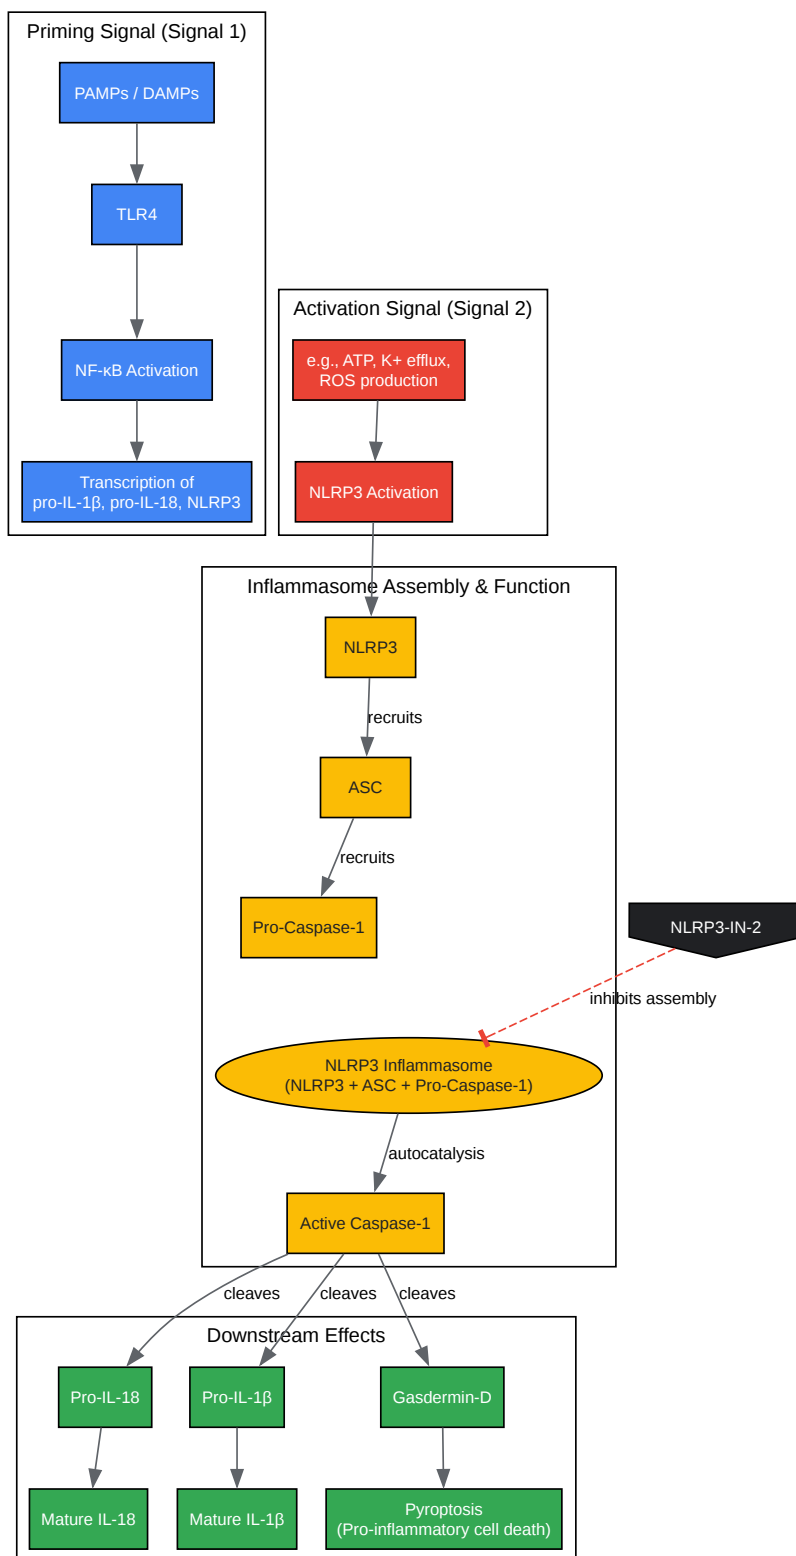 Priming Signal (Signal 1)
PAMPs / DAMPs
TLR4
NF-κB Activation
Transcription of
pro-IL-1β, pro-IL-18, NLRP3
Activation Signal (Signal 2)
e.g., ATP, K+ efflux,
ROS production
NLRP3 Activation
Inflammasome Assembly & Function
NLRP3
recruits
ASC
recruits
Pro-Caspase-1
NLRP3-IN-2
inhibits assembly
NLRP3 Inflammasome
(NLRP3 + ASC + Pro-Caspase-1)
autocatalysis
Active Caspase-1
cleaves
cleaves
cleaves
Downstream Effects
Pro-IL-18
Pro-IL-1β
Gasdermin-D
Mature IL-18
Mature IL-1β
Pyroptosis
(Pro-inflammatory cell death)